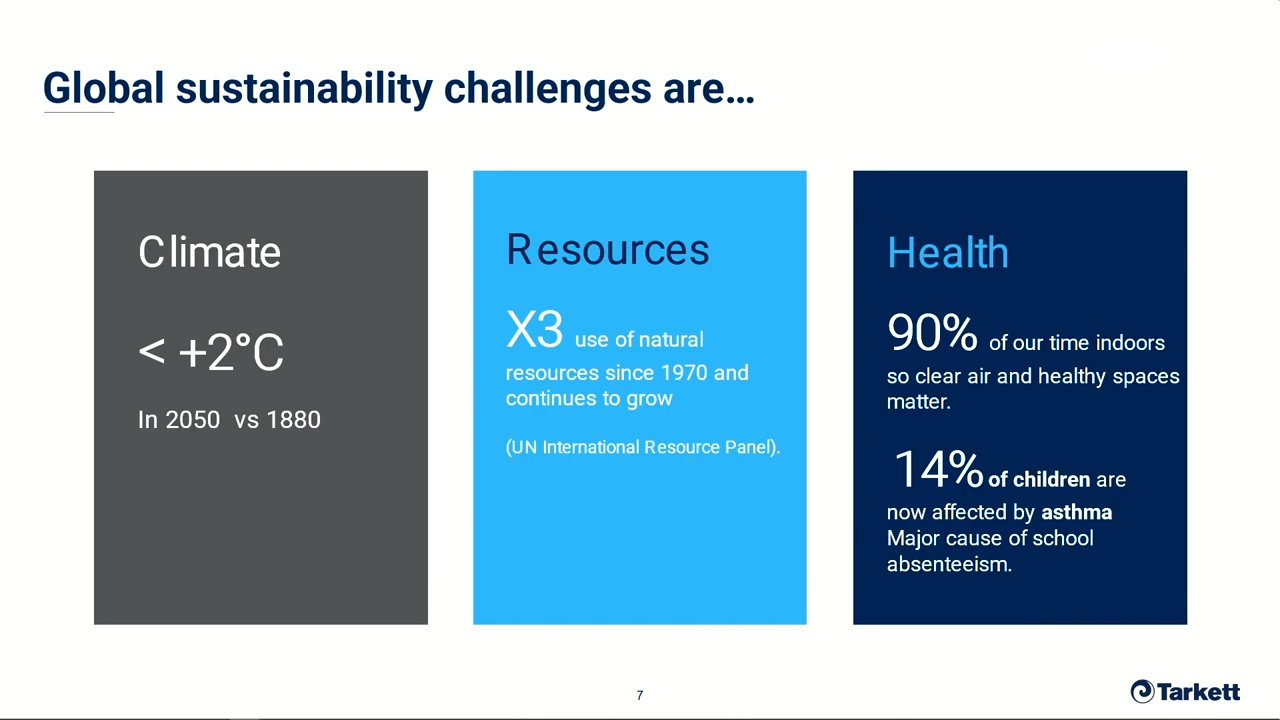 Global sustainability challenges are…
Climate
< +2°C
In 2050 vs 1880
Resources
X3 use of natural
resources since 1970 and
continues to grow
(UN International Resource Panel).
Health
90% of our time indoors
so clear air and healthy spaces
matter.
14% of children are
now affected by asthma
Major cause of school
absenteeism.
7
Tarkett